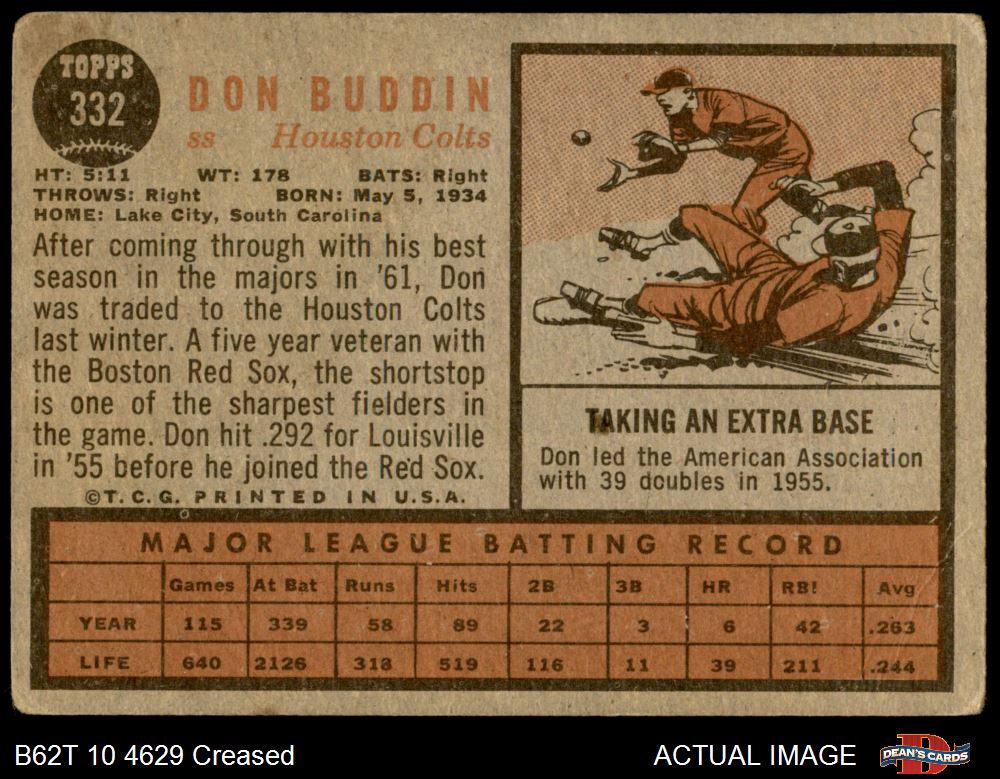 TOPPS
332
DON BUDDIN
ss Houston Colts
HT: 5:11 WT: 178 BATS: Right
THROWS: Right BORN: May 5, 1934
HOME: Lake City, South Carolina
After coming through with his best
season in the majors in '61, Don
was traded to the Houston Colts
last winter. A five year veteran with
the Boston Red Sox, the shortstop
is one of the sharpest fielders in
the game. Don hit .292 for Louisville
in '55 before he joined the Red Sox.
©T.C.G. PRINTED IN U.S.A.
TAKING AN EXTRA BASE
Don led the American Association
with 39 doubles in 1955.
MAJOR LEAGUE BATTING RECORD
Games At Bat Runs Hits 2B 3B HR RBI Avg
YEAR 115 339 58 89 22 3 6 42 .263
LIFE 640 2126 318 519 116 11 39 211 .244
B62T 10 4629 Creased
ACTUAL IMAGE
DEAN'S CARDS